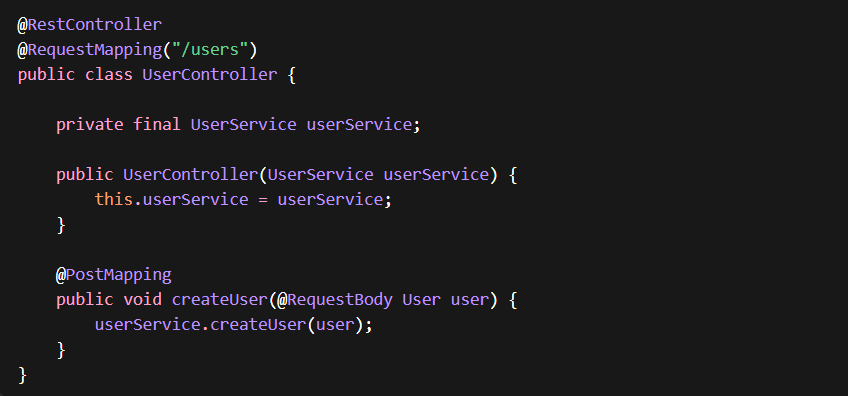 @RestController
@RequestMapping("/users")
public class UserController {

    private final UserService userService;

    public UserController(UserService userService) {
        this.userService = userService;
    }

    @PostMapping
    public void createUser(@RequestBody User user) {
        userService.createUser(user);
    }
}